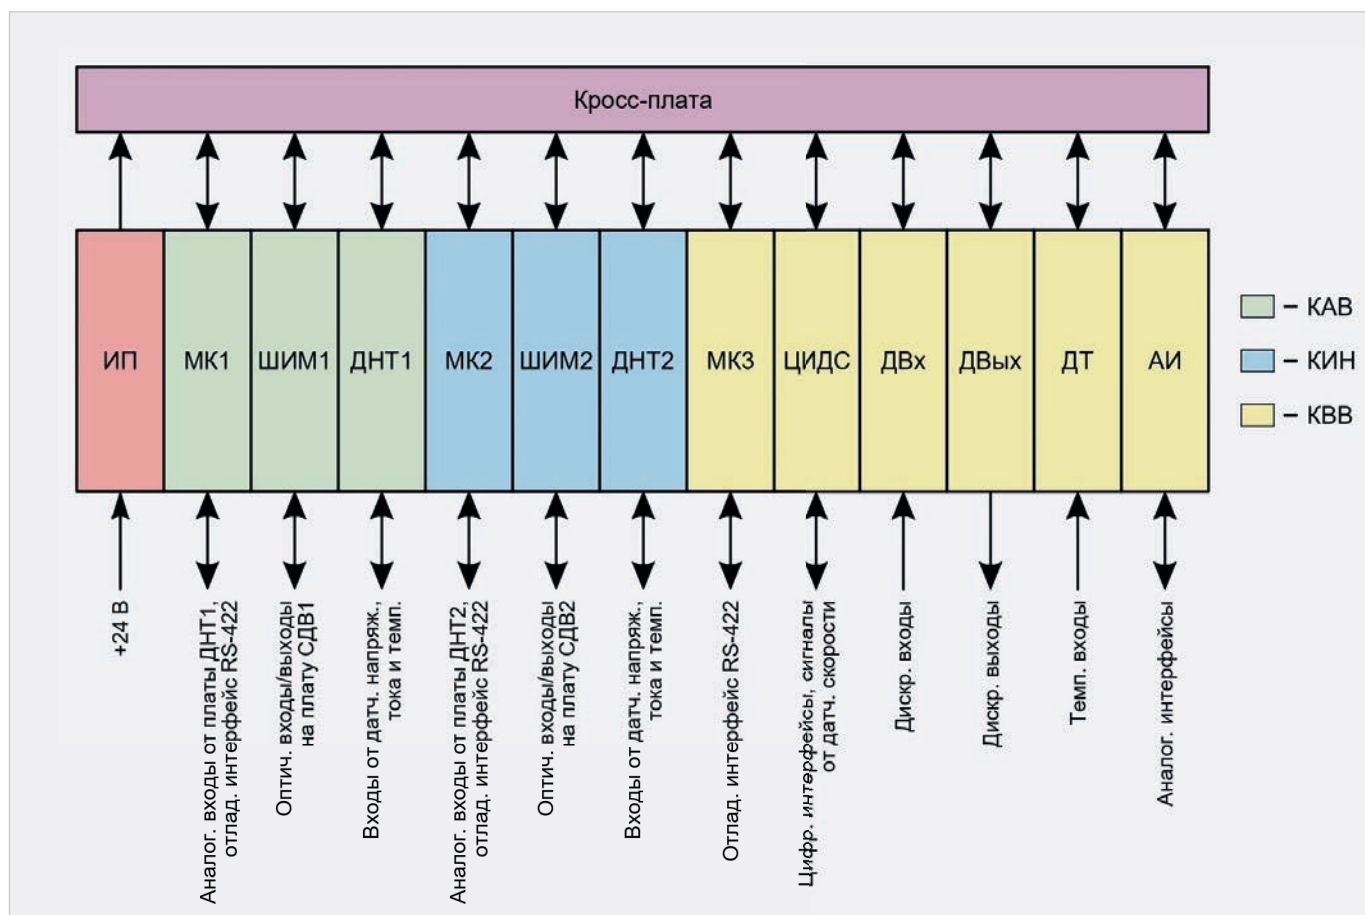 Кросс-плата
ИП
МК1
ШИМ1
ДНТ1
МК2
ШИМ2
ДНТ2
МК3
ЦИДС
ДВх
ДВых
ДТ
АИ
– КАВ
– КИН
– КВВ
+24 В
Аналог. входы от платы ДНТ1,
отлад. интерфейс RS-422
Оптич. входы/выходы
на плату СДВ1
Входы от датч. напряж.,
тока и темп.
Аналог. входы от платы ДНТ2,
отлад. интерфейс RS-422
Оптич. входы/выходы
на плату СДВ2
Входы от датч. напряж.,
тока и темп.
Отлад. интерфейс RS-422
Цифр. интерфейсы, сигналы
от датч. скорости
Дискр. входы
Дискр. выходы
Темп. входы
Аналог. интерфейсы